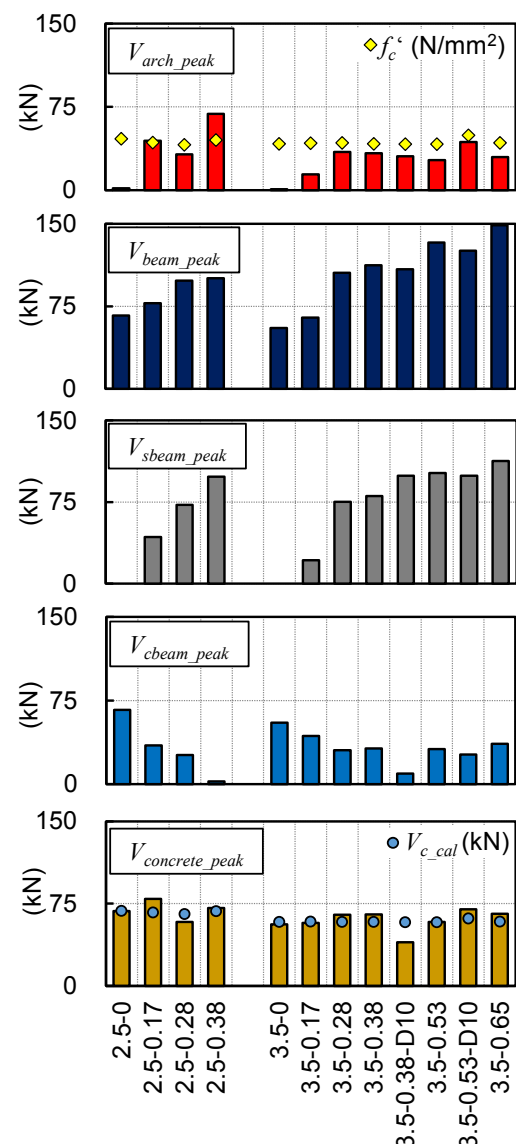 150
V_arch_peak
f_c‘ (N/mm²)
75
0
(kN)
150
V_beam_peak
75
0
(kN)
150
V_sbeam_peak
75
0
(kN)
150
V_cbeam_peak
75
0
(kN)
150
V_concrete_peak
V_c_cal (kN)
75
0
(kN)
2.5-0
2.5-0.17
2.5-0.28
2.5-0.38
3.5-0
3.5-0.17
3.5-0.28
3.5-0.38
3.5-0.38-D10
3.5-0.53
3.5-0.53-D10
3.5-0.65